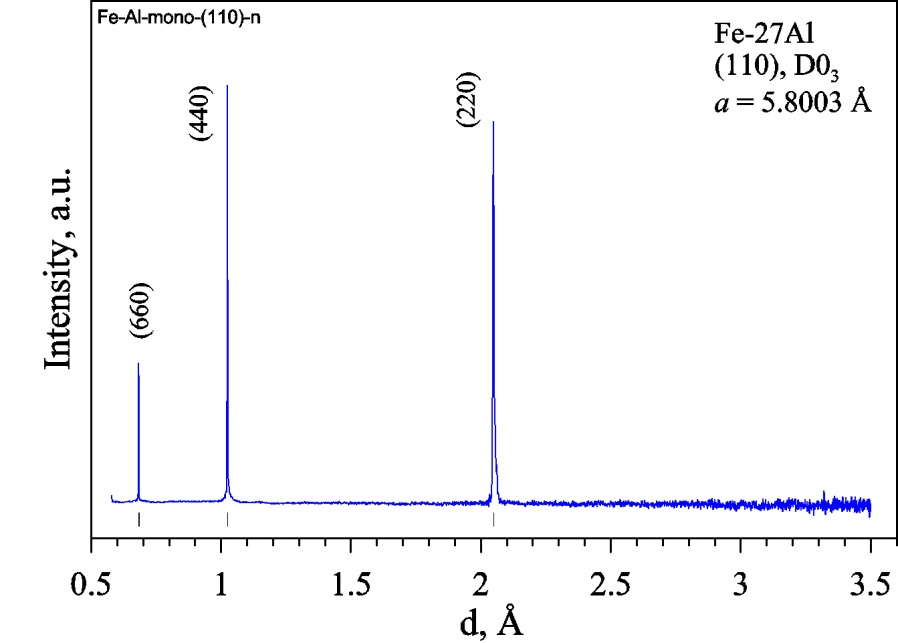 Fe-Al-mono-(110)-n
Fe-27Al
(110), D0₃
a = 5.8003 Å
(660)
(440)
(220)
Intensity, a.u.
0.5 1 1.5 2 2.5 3 3.5
d, Å